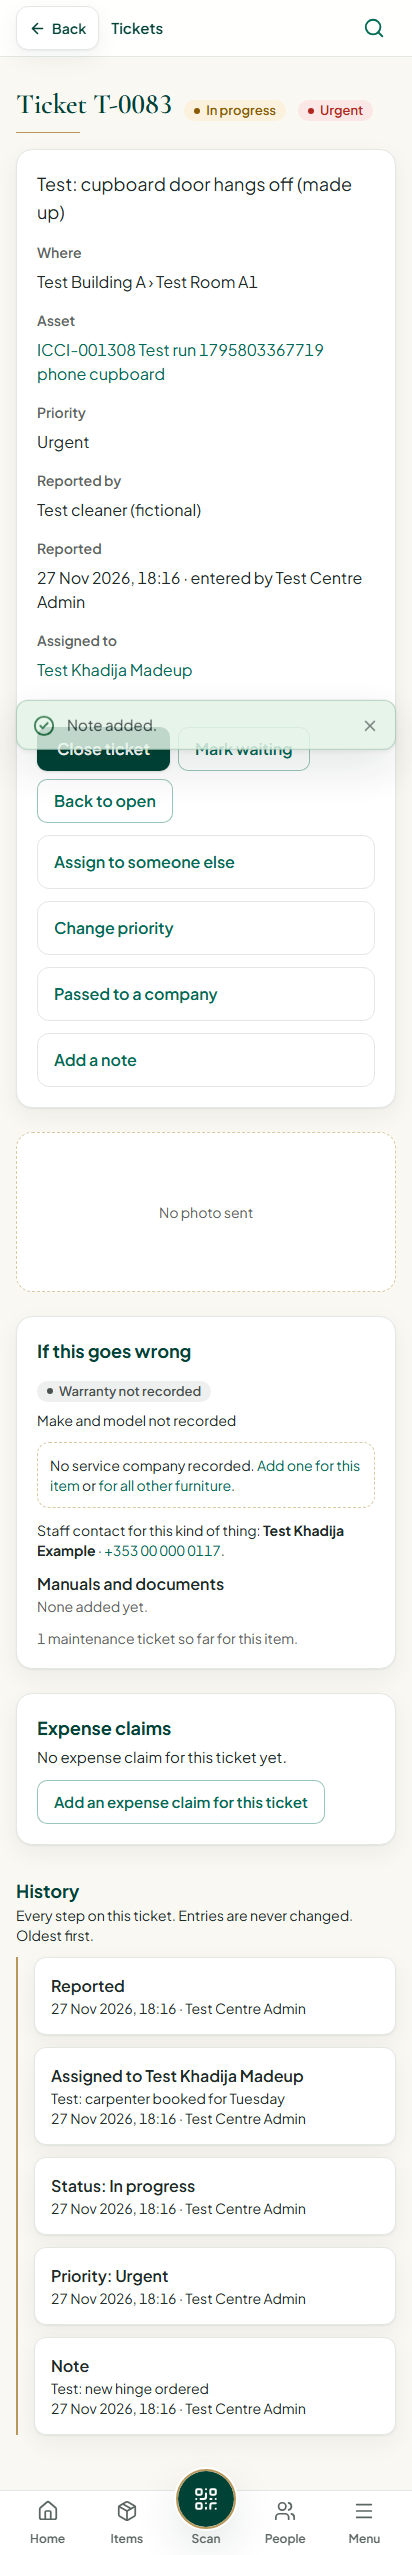 Back
Tickets
Ticket T-0083
In progress
Urgent
Test: cupboard door hangs off (made
up)
Where
Test Building A › Test Room A1
Asset
ICCI-001308 Test run 1795803367719
phone cupboard
Priority
Urgent
Reported by
Test cleaner (fictional)
Reported
27 Nov 2026, 18:16 · entered by Test Centre
Admin
Assigned to
Test Khadija Madeup
Note added.
Close ticket
Mark waiting
Back to open
Assign to someone else
Change priority
Passed to a company
Add a note
No photo sent
If this goes wrong
Warranty not recorded
Make and model not recorded
No service company recorded. Add one for this
item or for all other furniture.
Staff contact for this kind of thing: Test Khadija
Example · +353 00 000 0117.
Manuals and documents
None added yet.
1 maintenance ticket so far for this item.
Expense claims
No expense claim for this ticket yet.
Add an expense claim for this ticket
History
Every step on this ticket. Entries are never changed.
Oldest first.
Reported
27 Nov 2026, 18:16 · Test Centre Admin
Assigned to Test Khadija Madeup
Test: carpenter booked for Tuesday
27 Nov 2026, 18:16 · Test Centre Admin
Status: In progress
27 Nov 2026, 18:16 · Test Centre Admin
Priority: Urgent
27 Nov 2026, 18:16 · Test Centre Admin
Note
Test: new hinge ordered
27 Nov 2026, 18:16 · Test Centre Admin
Home
Items
Scan
People
Menu